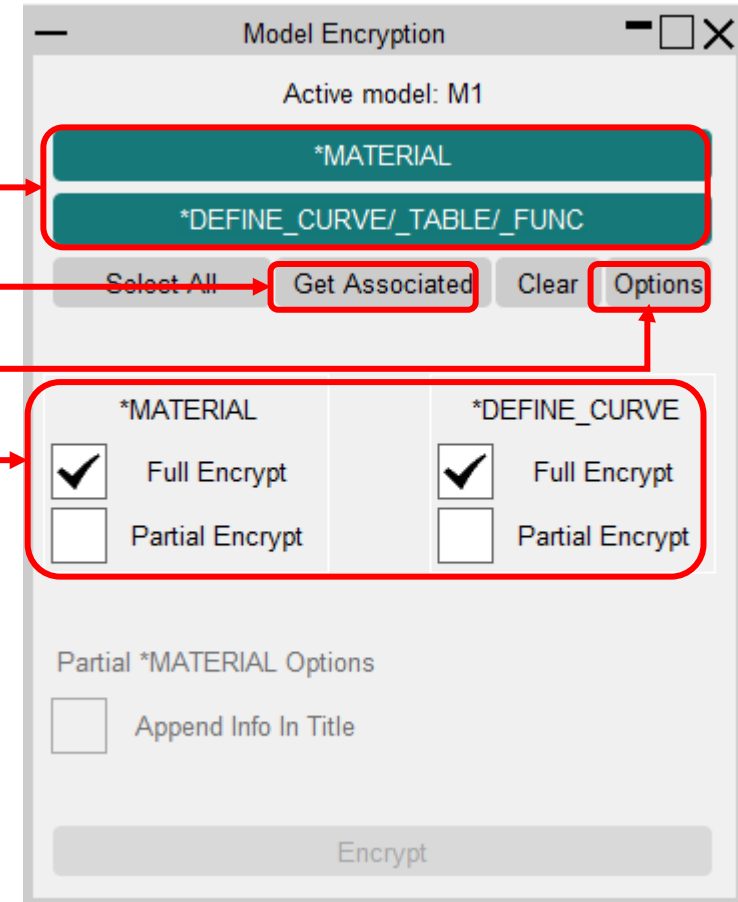 Model Encryption
Active model: M1
*MATERIAL
*DEFINE_CURVE/_TABLE/_FUNC
Select All Get Associated Clear Options
*MATERIAL *DEFINE_CURVE
Full Encrypt Full Encrypt
Partial Encrypt Partial Encrypt
Partial *MATERIAL Options
Append Info In Title
Encrypt